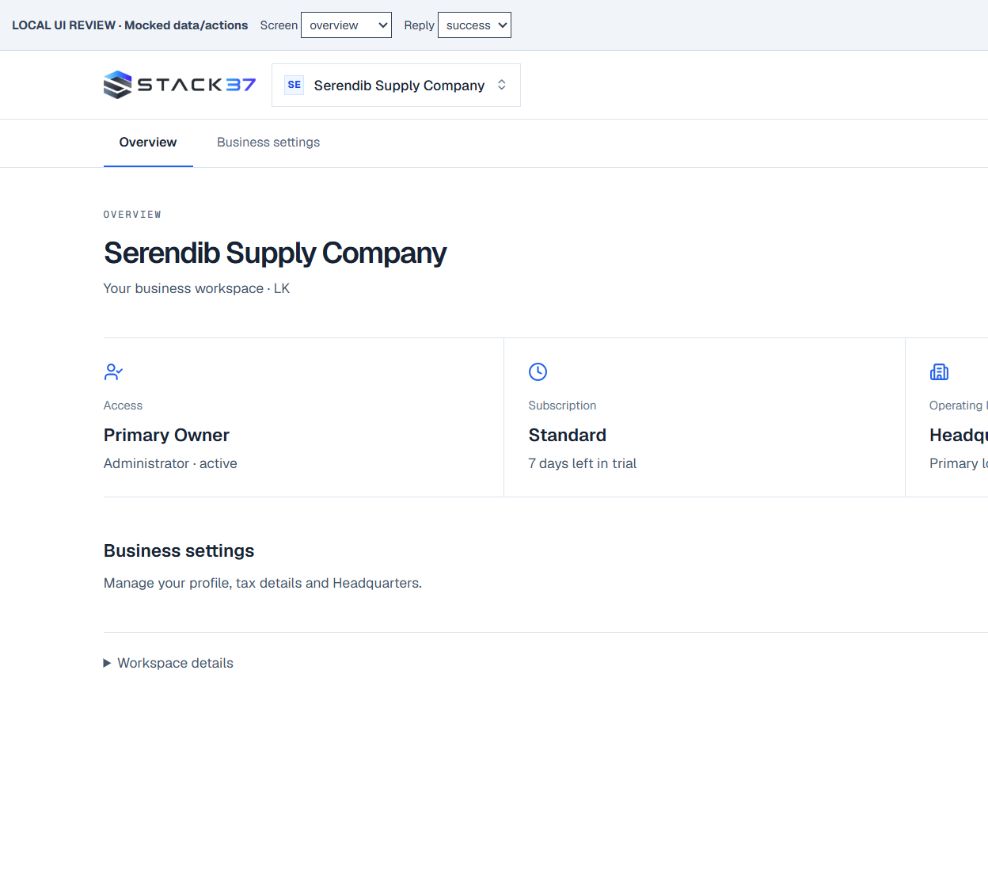 LOCAL UI REVIEW · Mocked data/actions Screen overview Reply success
STACK37 SE Serendib Supply Company
Overview Business settings
OVERVIEW
Serendib Supply Company
Your business workspace · LK
Access Subscription Operating
Primary Owner Standard
Administrator · active 7 days left in trial Primary
Business settings
Manage your profile, tax details and Headquarters.
Workspace details